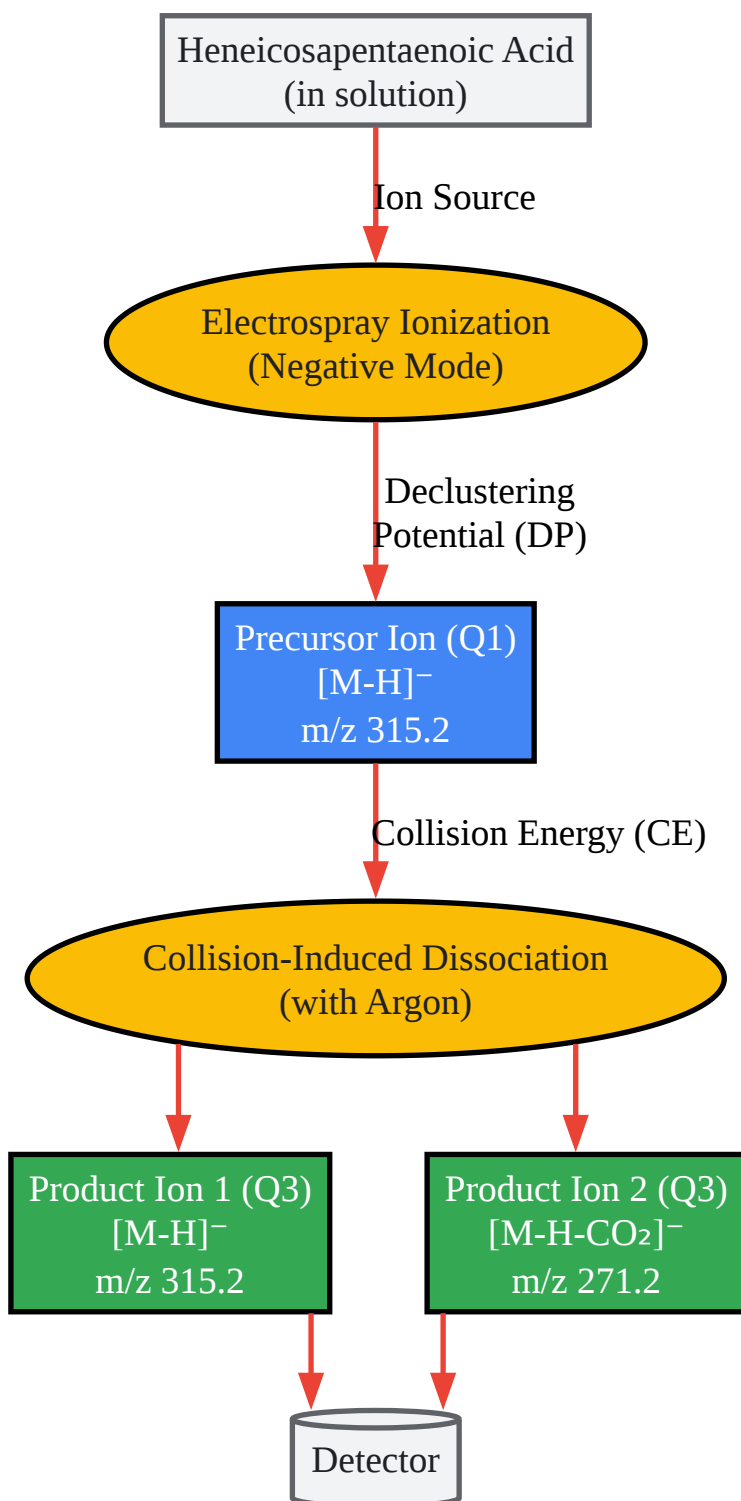 Heneicosapentaenoic Acid
(in solution)
Ion Source
Electrospray Ionization
(Negative Mode)
Declustering
Potential (DP)
Precursor Ion (Q1)
[M-H]⁻
m/z 315.2
Collision Energy (CE)
Collision-Induced Dissociation
(with Argon)
Product Ion 1 (Q3)
[M-H]⁻
m/z 315.2
Product Ion 2 (Q3)
[M-H-CO₂]⁻
m/z 271.2
Detector